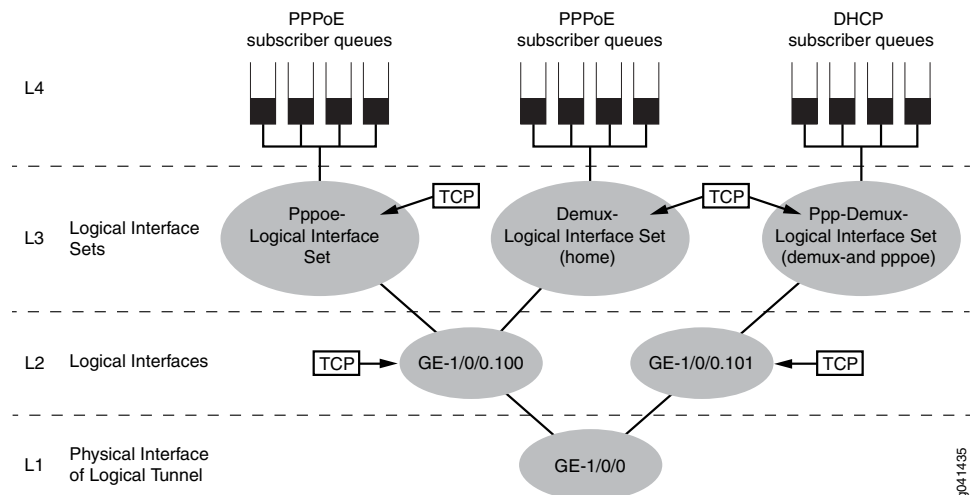 PPPoE
subscriber queues
PPPoE
subscriber queues
DHCP
subscriber queues
L4
TCP
TCP
L3
Logical Interface
Sets
Pppoe-
Logical Interface
Set
Demux-
Logical Interface Set
(home)
Ppp-Demux-
Logical Interface Set
(demux-and pppoe)
L2
Logical Interfaces
TCP
GE-1/0/0.100
GE-1/0/0.101
TCP
L1
Physical Interface
of Logical Tunnel
GE-1/0/0
g041435